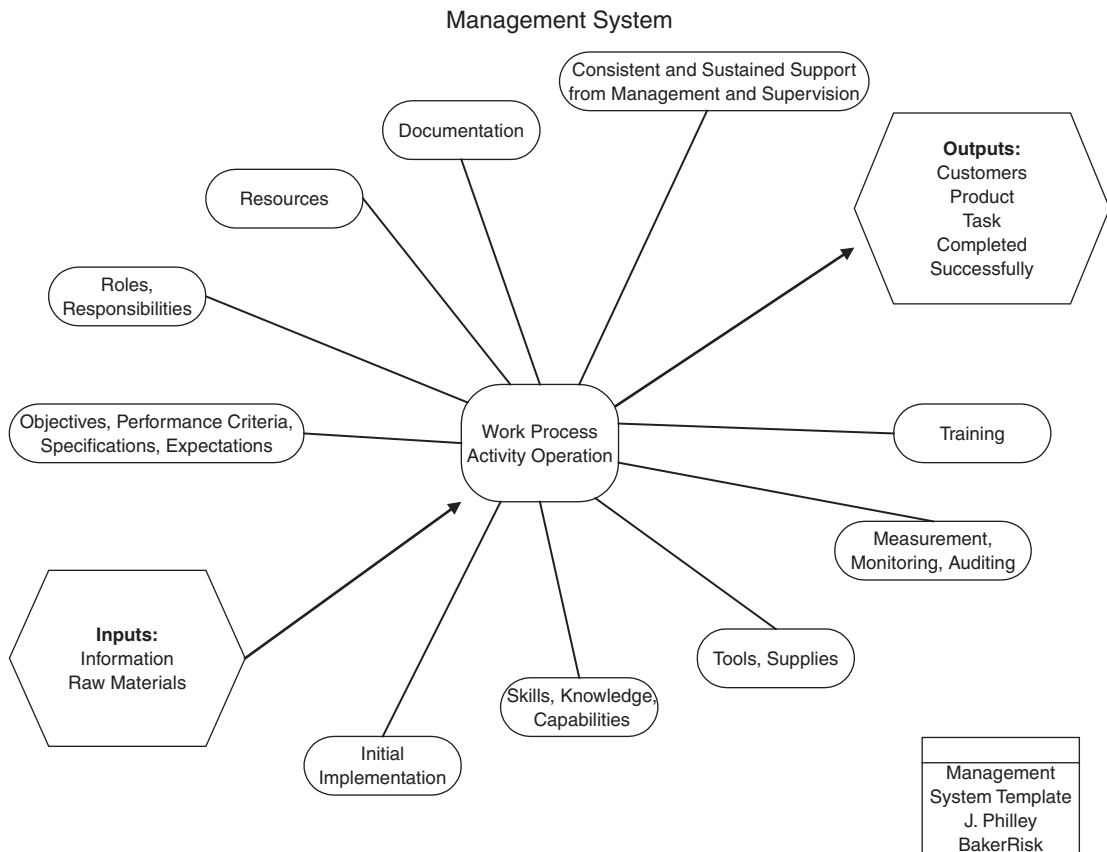 Management System
Consistent and Sustained Support
from Management and Supervision
Documentation
Resources
Roles,
Responsibilities
Objectives, Performance Criteria,
Specifications, Expectations
Outputs:
Customers
Product
Task
Completed
Successfully
Work Process
Activity Operation
Training
Measurement,
Monitoring, Auditing
Inputs:
Information
Raw Materials
Tools, Supplies
Skills, Knowledge,
Capabilities
Initial
Implementation
Management
System Template
J. Philley
BakerRisk